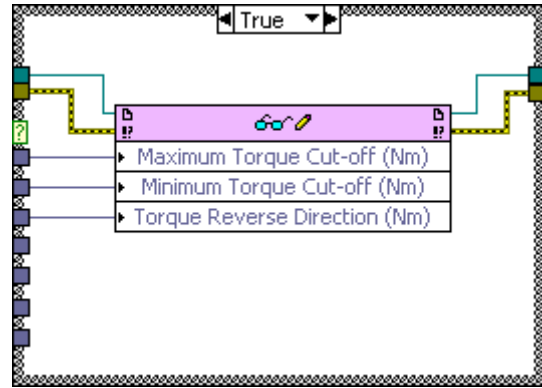 True
?
!?
!?
Maximum Torque Cut-off (Nm)
Minimum Torque Cut-off (Nm)
Torque Reverse Direction (Nm)